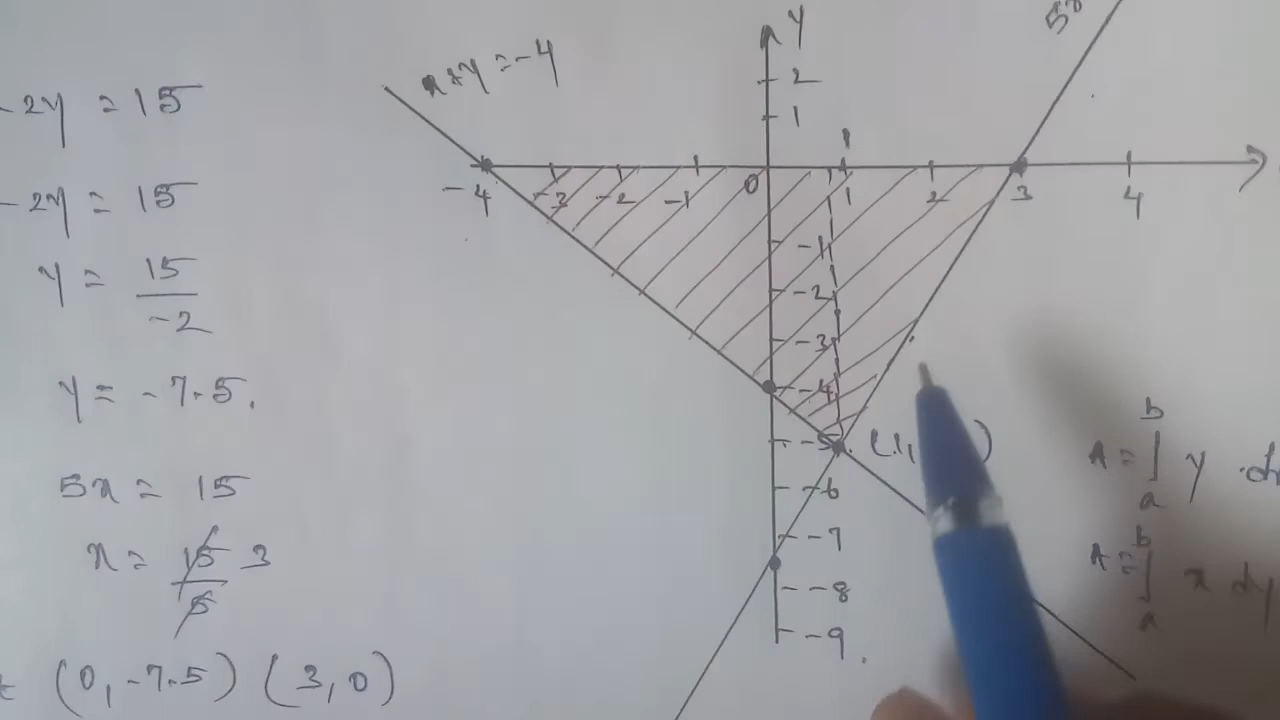 - 2y = 15
- 2y = 15
y = 15
-2
y = -7.5.
5x = 15
x = 15 3
5
(0, -7.5) (3, 0)
x+y = -4
y
2
1
1
-4 -3 -2 -1 0 1 2 3 4
-1
-2
-3
-4
-5. (1, )
-6
-7
-8
-9
b
A = ∫ y
a
b
A = ∫ x dy
a